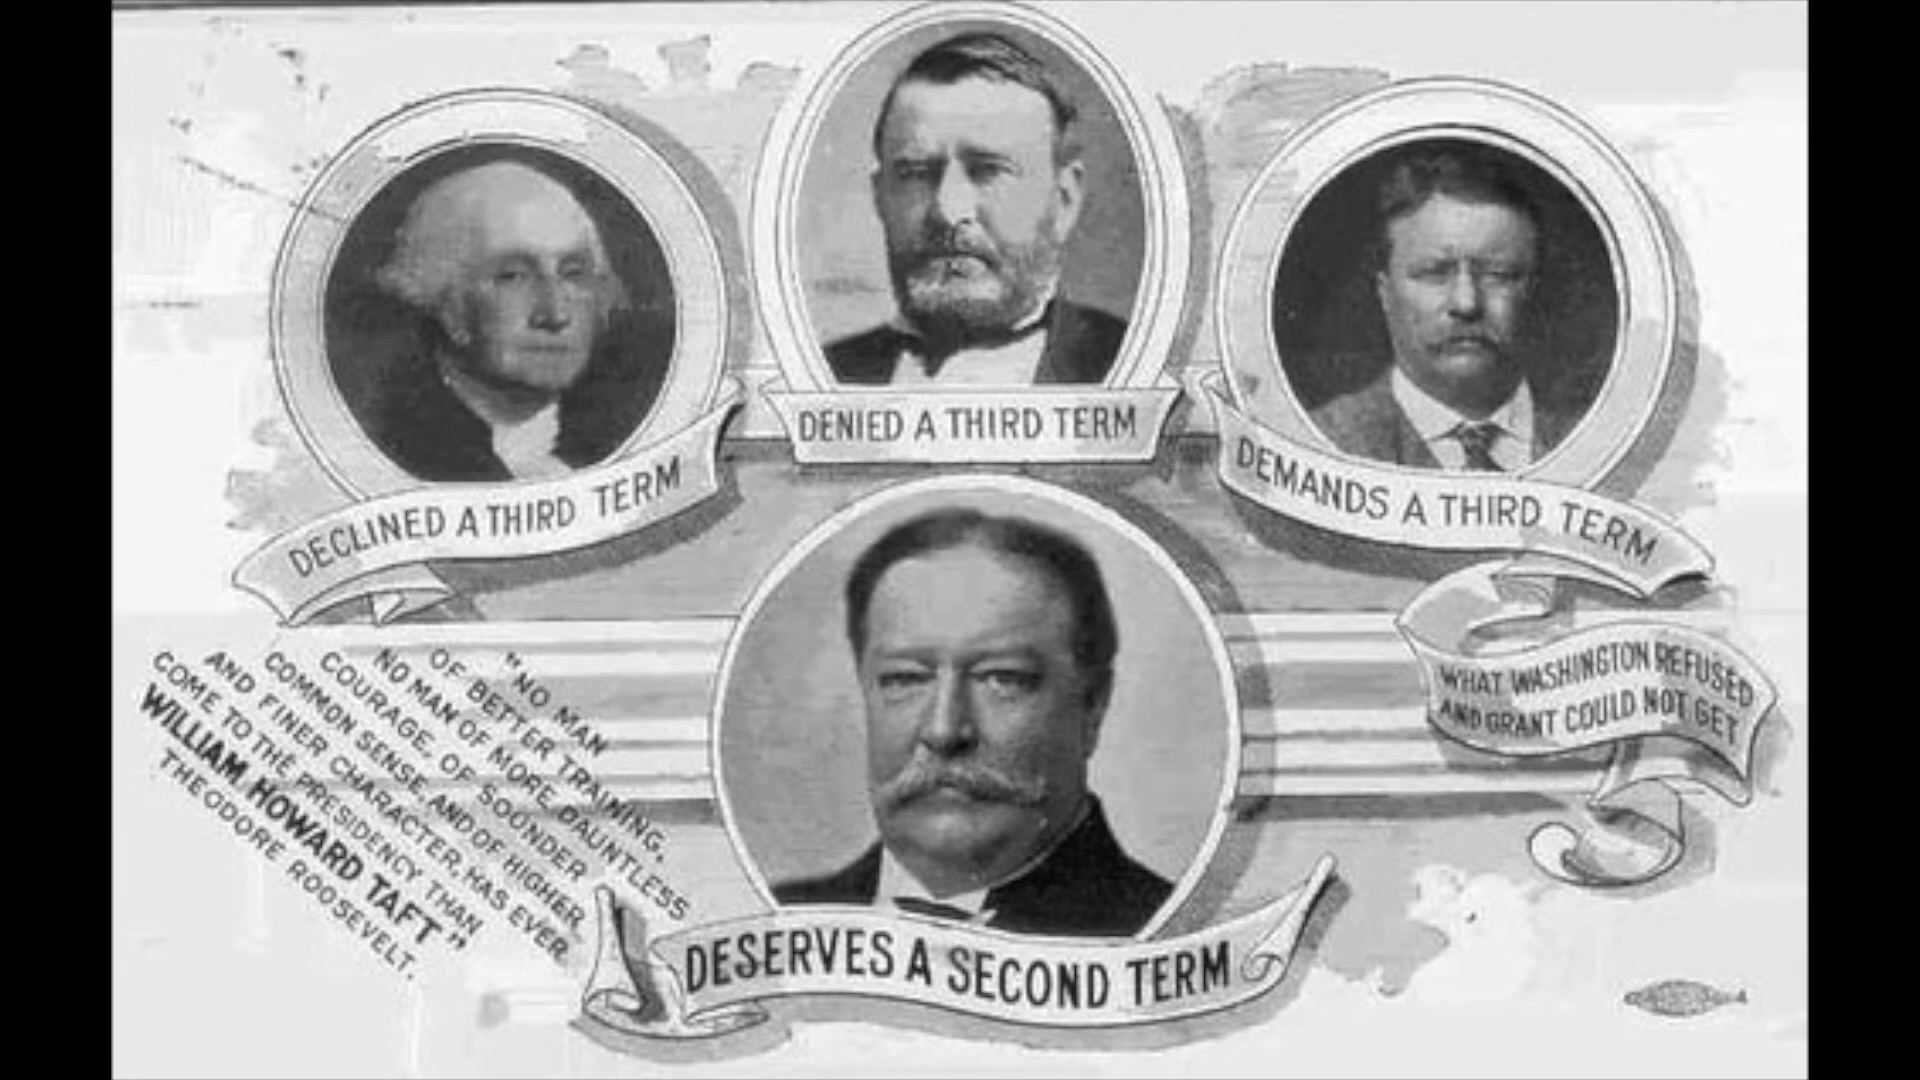 DENIED A THIRD TERM
DECLINED A THIRD TERM
DEMANDS A THIRD TERM
WHAT WASHINGTON REFUSED
AND GRANT COULD NOT GET
"NO MAN
OF BETTER TRAINING,
NO MAN OF MORE DAUNTLESS
COURAGE, OF SOUNDER
COMMON SENSE, AND OF HIGHER
AND FINER CHARACTER, HAS EVER
COME TO THE PRESIDENCY THAN
WILLIAM HOWARD TAFT"
THEODORE ROOSEVELT.
DESERVES A SECOND TERM